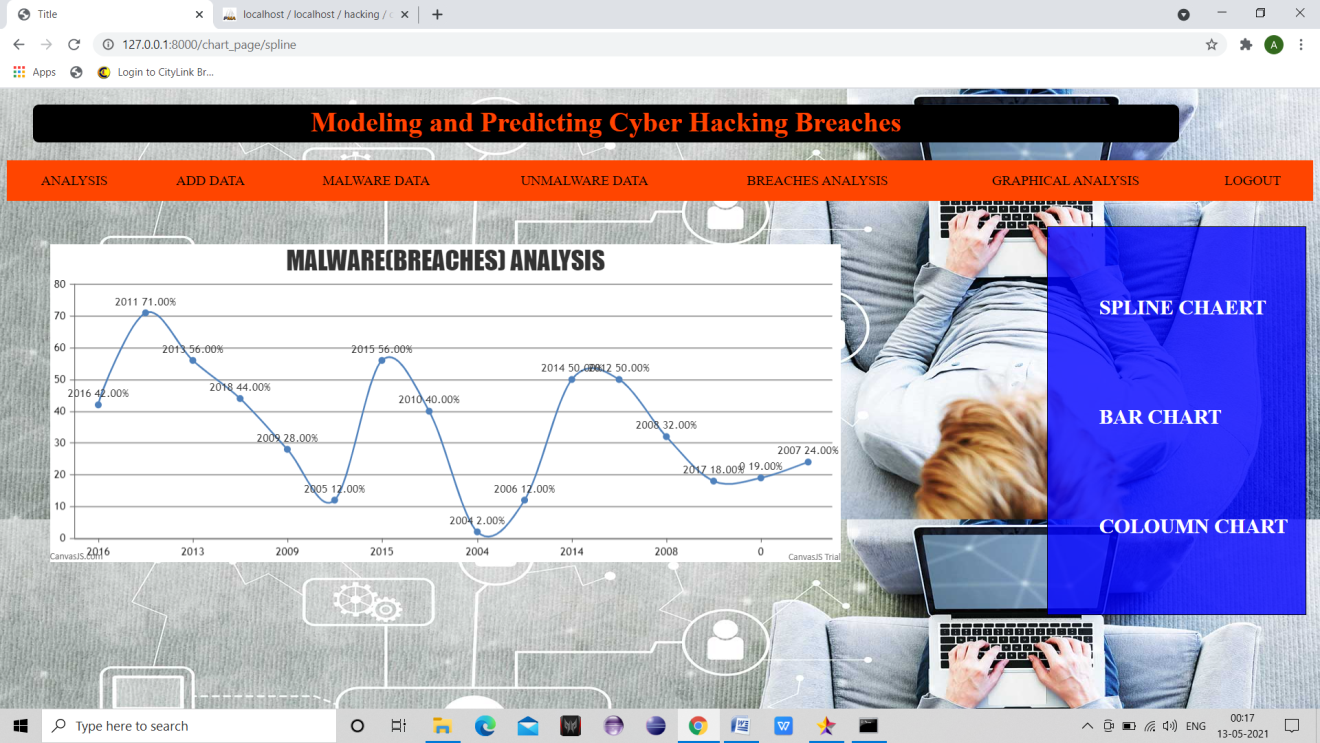 Title
localhost / localhost / hacking /
127.0.0.1:8000/chart_page/spline
A
Apps
Login to CityLink Br...
Modeling and Predicting Cyber Hacking Breaches
ANALYSIS ADD DATA MALWARE DATA UNMALWARE DATA BREACHES ANALYSIS GRAPHICAL ANALYSIS LOGOUT
MALWARE(BREACHES) ANALYSIS
80
70
60
50
40
30
20
10
0
2016 42.00%
2011 71.00%
2013 56.00%
2018 44.00%
2009 28.00%
2005 12.00%
2015 56.00%
2010 40.00%
2004 2.00%
2006 12.00%
2014 50.00%
2012 50.00%
2008 32.00%
2017 18.00%
0 19.00%
2007 24.00%
2016 2013 2009 2015 2004 2014 2008 0
CanvasJS.com
CanvasJS Trial
SPLINE CHAERT
BAR CHART
COLOUMN CHART
Type here to search
ENG
00:17
13-05-2021